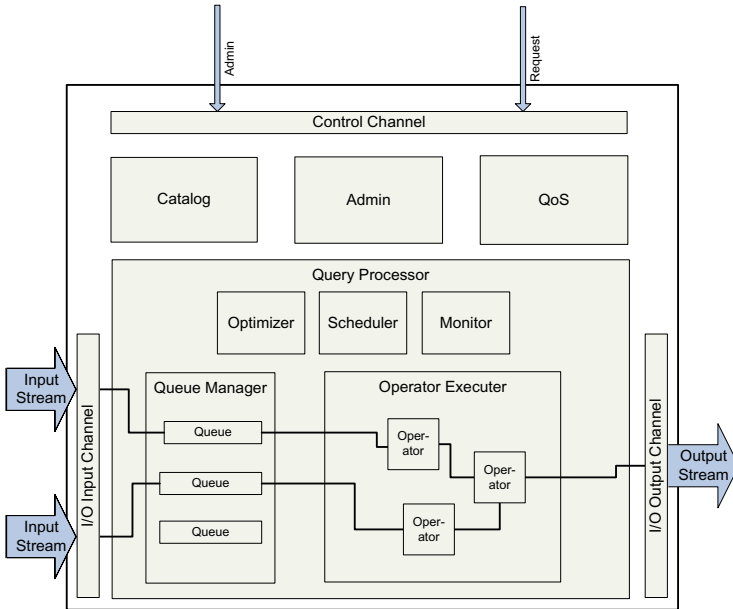 Admin
Request
Control Channel
Catalog
Admin
QoS
Query Processor
Optimizer
Scheduler
Monitor
Input
Stream
Input
Stream
I/O Input Channel
Queue Manager
Queue
Queue
Queue
Operator Executer
Oper-
ator
Oper-
ator
Oper-
ator
I/O Output Channel
Output
Stream